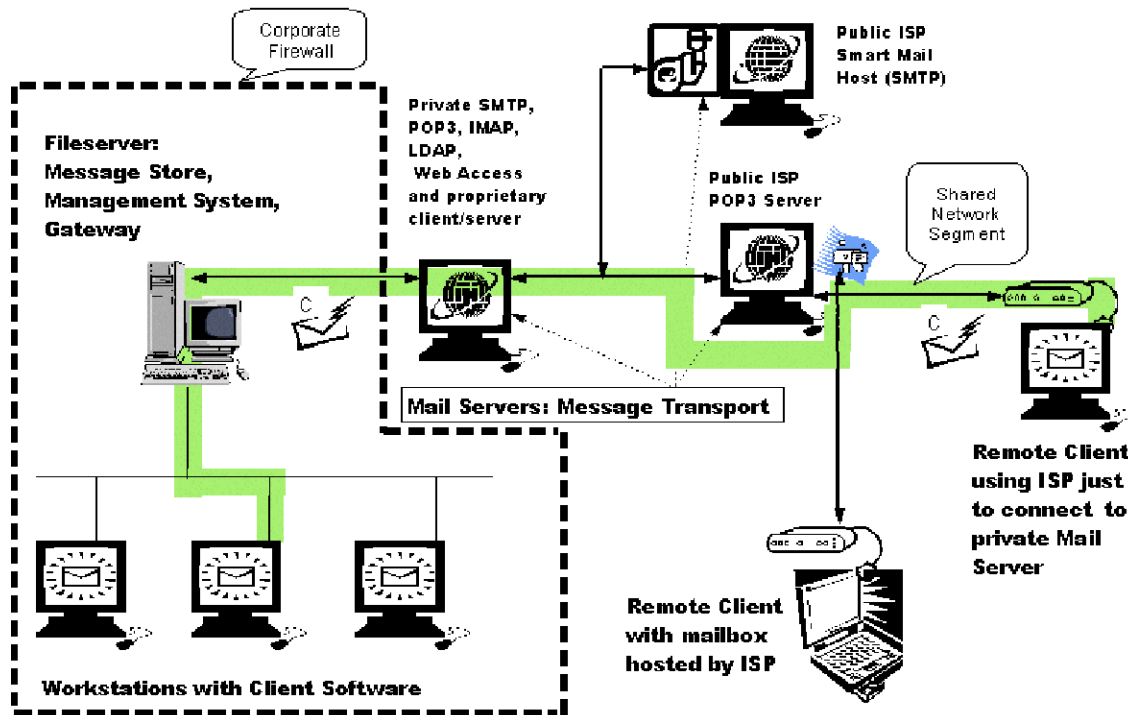 Corporate
Firewall
Public ISP
Smart Mail
Host (SMTP)
Private SMTP,
POP3, IMAP,
LDAP,
Web Access
and proprietary
client/server
Fileserver:
Message Store,
Management System,
Gateway
Public ISP
POP3 Server
Shared
Network
Segment
C
C
Mail Servers: Message Transport
Remote Client
using ISP just
to connect to
private Mail
Server
Remote Client
with mailbox
hosted by ISP
Workstations with Client Software